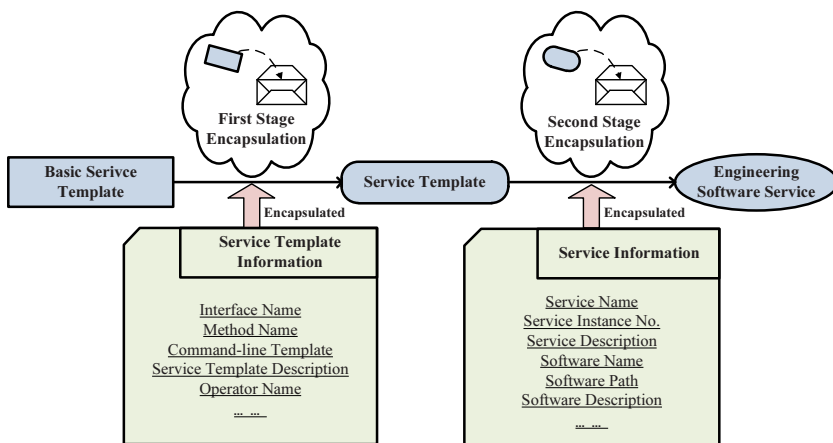 First Stage
Encapsulation
Second Stage
Encapsulation
Basic Serivce
Template
Service Template
Engineering
Software Service
Encapsulated
Encapsulated
Service Template
Information
Interface Name
Method Name
Command-line Template
Service Template Description
Operator Name
... ...
Service Information
Service Name
Service Instance No.
Service Description
Software Name
Software Path
Software Description
... ...